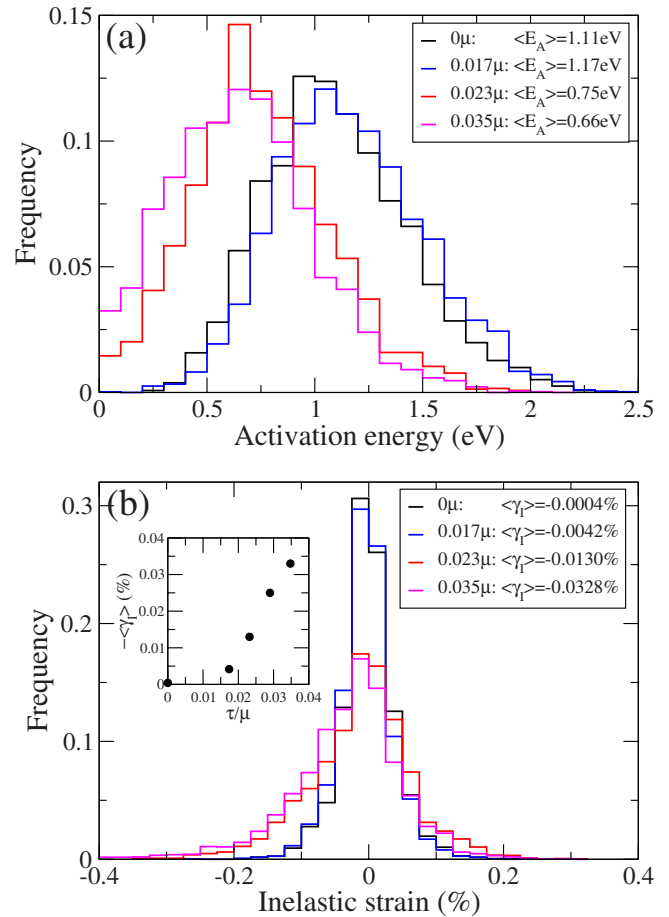 (a)
0μ: <E_A>=1.11eV
0.017μ: <E_A>=1.17eV
0.023μ: <E_A>=0.75eV
0.035μ: <E_A>=0.66eV
0.15
0.1
0.05
0
Frequency
0 0.5 1 1.5 2 2.5
Activation energy (eV)
(b)
0μ: <γ_I>=-0.0004%
0.017μ: <γ_I>=-0.0042%
0.023μ: <γ_I>=-0.0130%
0.035μ: <γ_I>=-0.0328%
0.3
0.2
0.1
0
Frequency
0.04
0.03
0.02
0.01
0
−<γ_I> (%)
0 0.01 0.02 0.03 0.04
τ/μ
-0.4 -0.2 0 0.2 0.4
Inelastic strain (%)